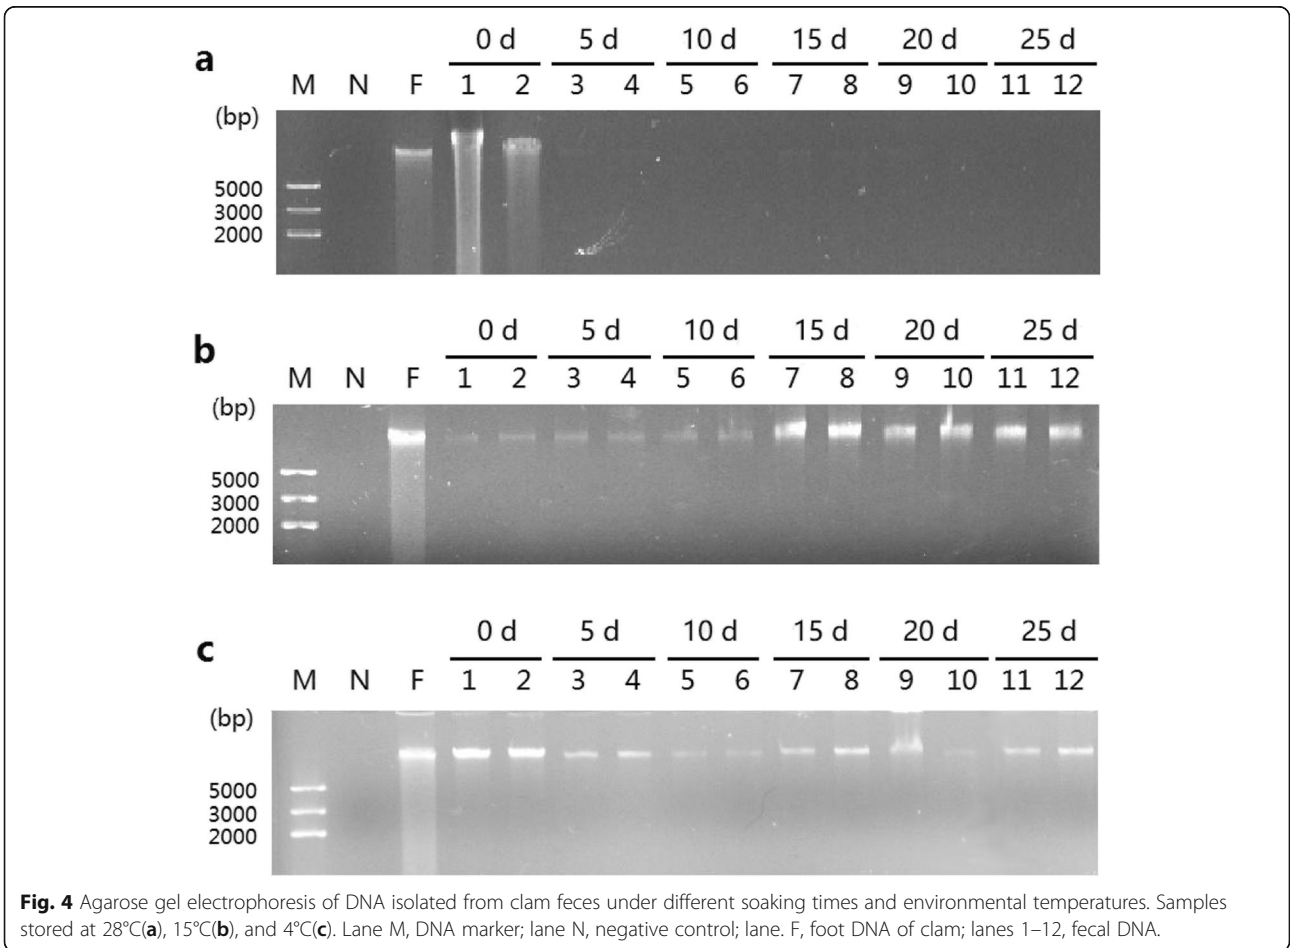 a
0 d 5 d 10 d 15 d 20 d 25 d
M N F 1 2 3 4 5 6 7 8 9 10 11 12
(bp)
5000
3000
2000
b
0 d 5 d 10 d 15 d 20 d 25 d
M N F 1 2 3 4 5 6 7 8 9 10 11 12
(bp)
5000
3000
2000
c
0 d 5 d 10 d 15 d 20 d 25 d
M N F 1 2 3 4 5 6 7 8 9 10 11 12
(bp)
5000
3000
2000
Fig. 4 Agarose gel electrophoresis of DNA isolated from clam feces under different soaking times and environmental temperatures. Samples
stored at 28°C(a), 15°C(b), and 4°C(c). Lane M, DNA marker; lane N, negative control; lane. F, foot DNA of clam; lanes 1–12, fecal DNA.